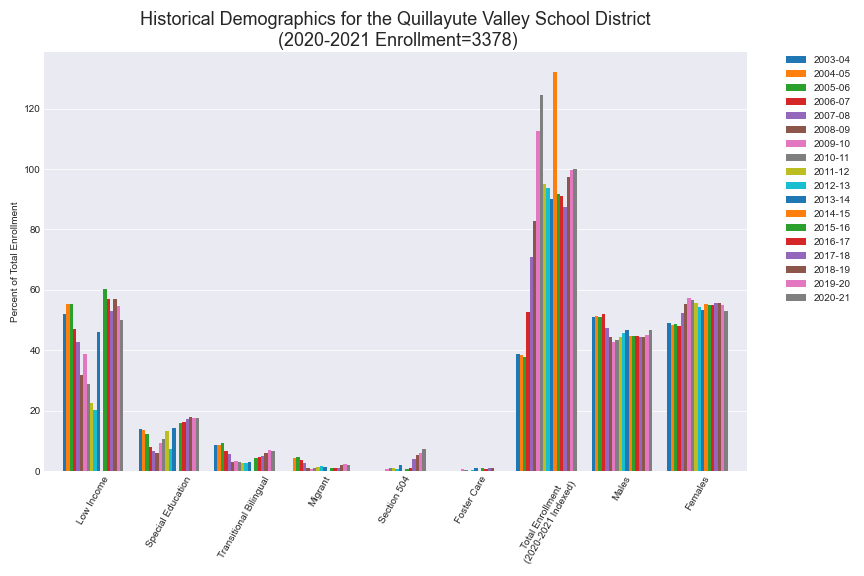 Historical Demographics for the Quillayute Valley School District
(2020-2021 Enrollment=3378)
Percent of Total Enrollment
120
100
80
60
40
20
0
Low Income
Special Education
Transitional Bilingual
Migrant
Section 504
Foster Care
Total Enrollment
(2020-2021 Indexed)
Males
Females
2003-04
2004-05
2005-06
2006-07
2007-08
2008-09
2009-10
2010-11
2011-12
2012-13
2013-14
2014-15
2015-16
2016-17
2017-18
2018-19
2019-20
2020-21